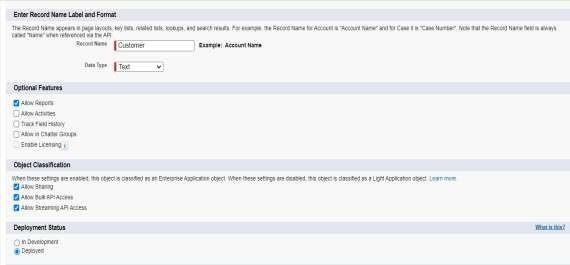 Enter Record Name Label and Format
The Record Name appears in page layouts, key lists, related lists, lookups, and search results. For example, the Record Name for Account is "Account Name" and for Case it is "Case Number". Note that the Record Name field is always
called "Name" when referenced via the API.
Record Name Customer Example: Account Name
Data Type Text
Optional Features
Allow Reports
Allow Activities
Track Field History
Allow in Chatter Groups
Enable Licensing i
Object Classification
When these settings are enabled, this object is classified as an Enterprise Application object. When these settings are disabled, this object is classified as a Light Application object. Learn more.
Allow Sharing
Allow Bulk API Access
Allow Streaming API Access
Deployment Status What is this?
In Development
Deployed